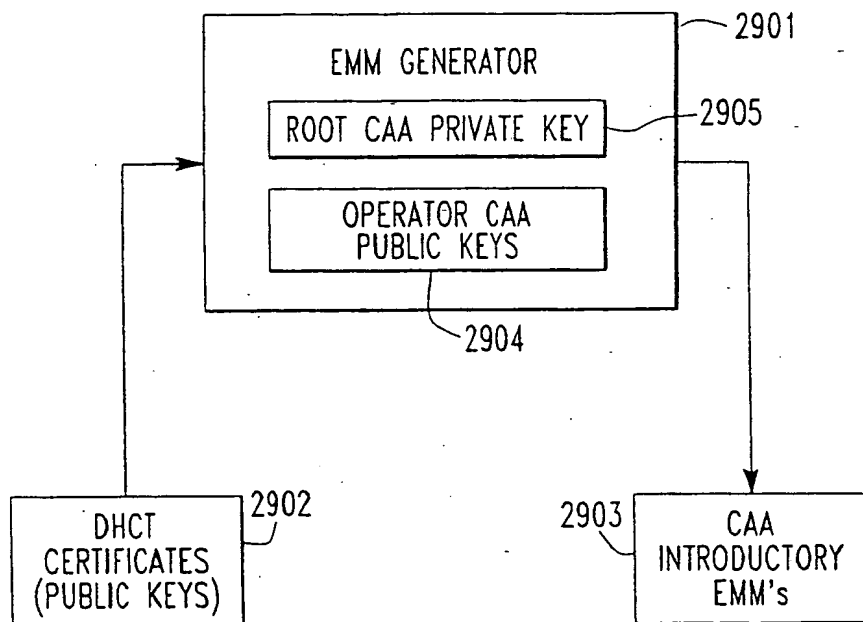 2901
EMM GENERATOR
ROOT CAA PRIVATE KEY
2905
OPERATOR CAA
PUBLIC KEYS
2904
DHCT
CERTIFICATES
(PUBLIC KEYS)
2902
2903
CAA
INTRODUCTORY
EMM's